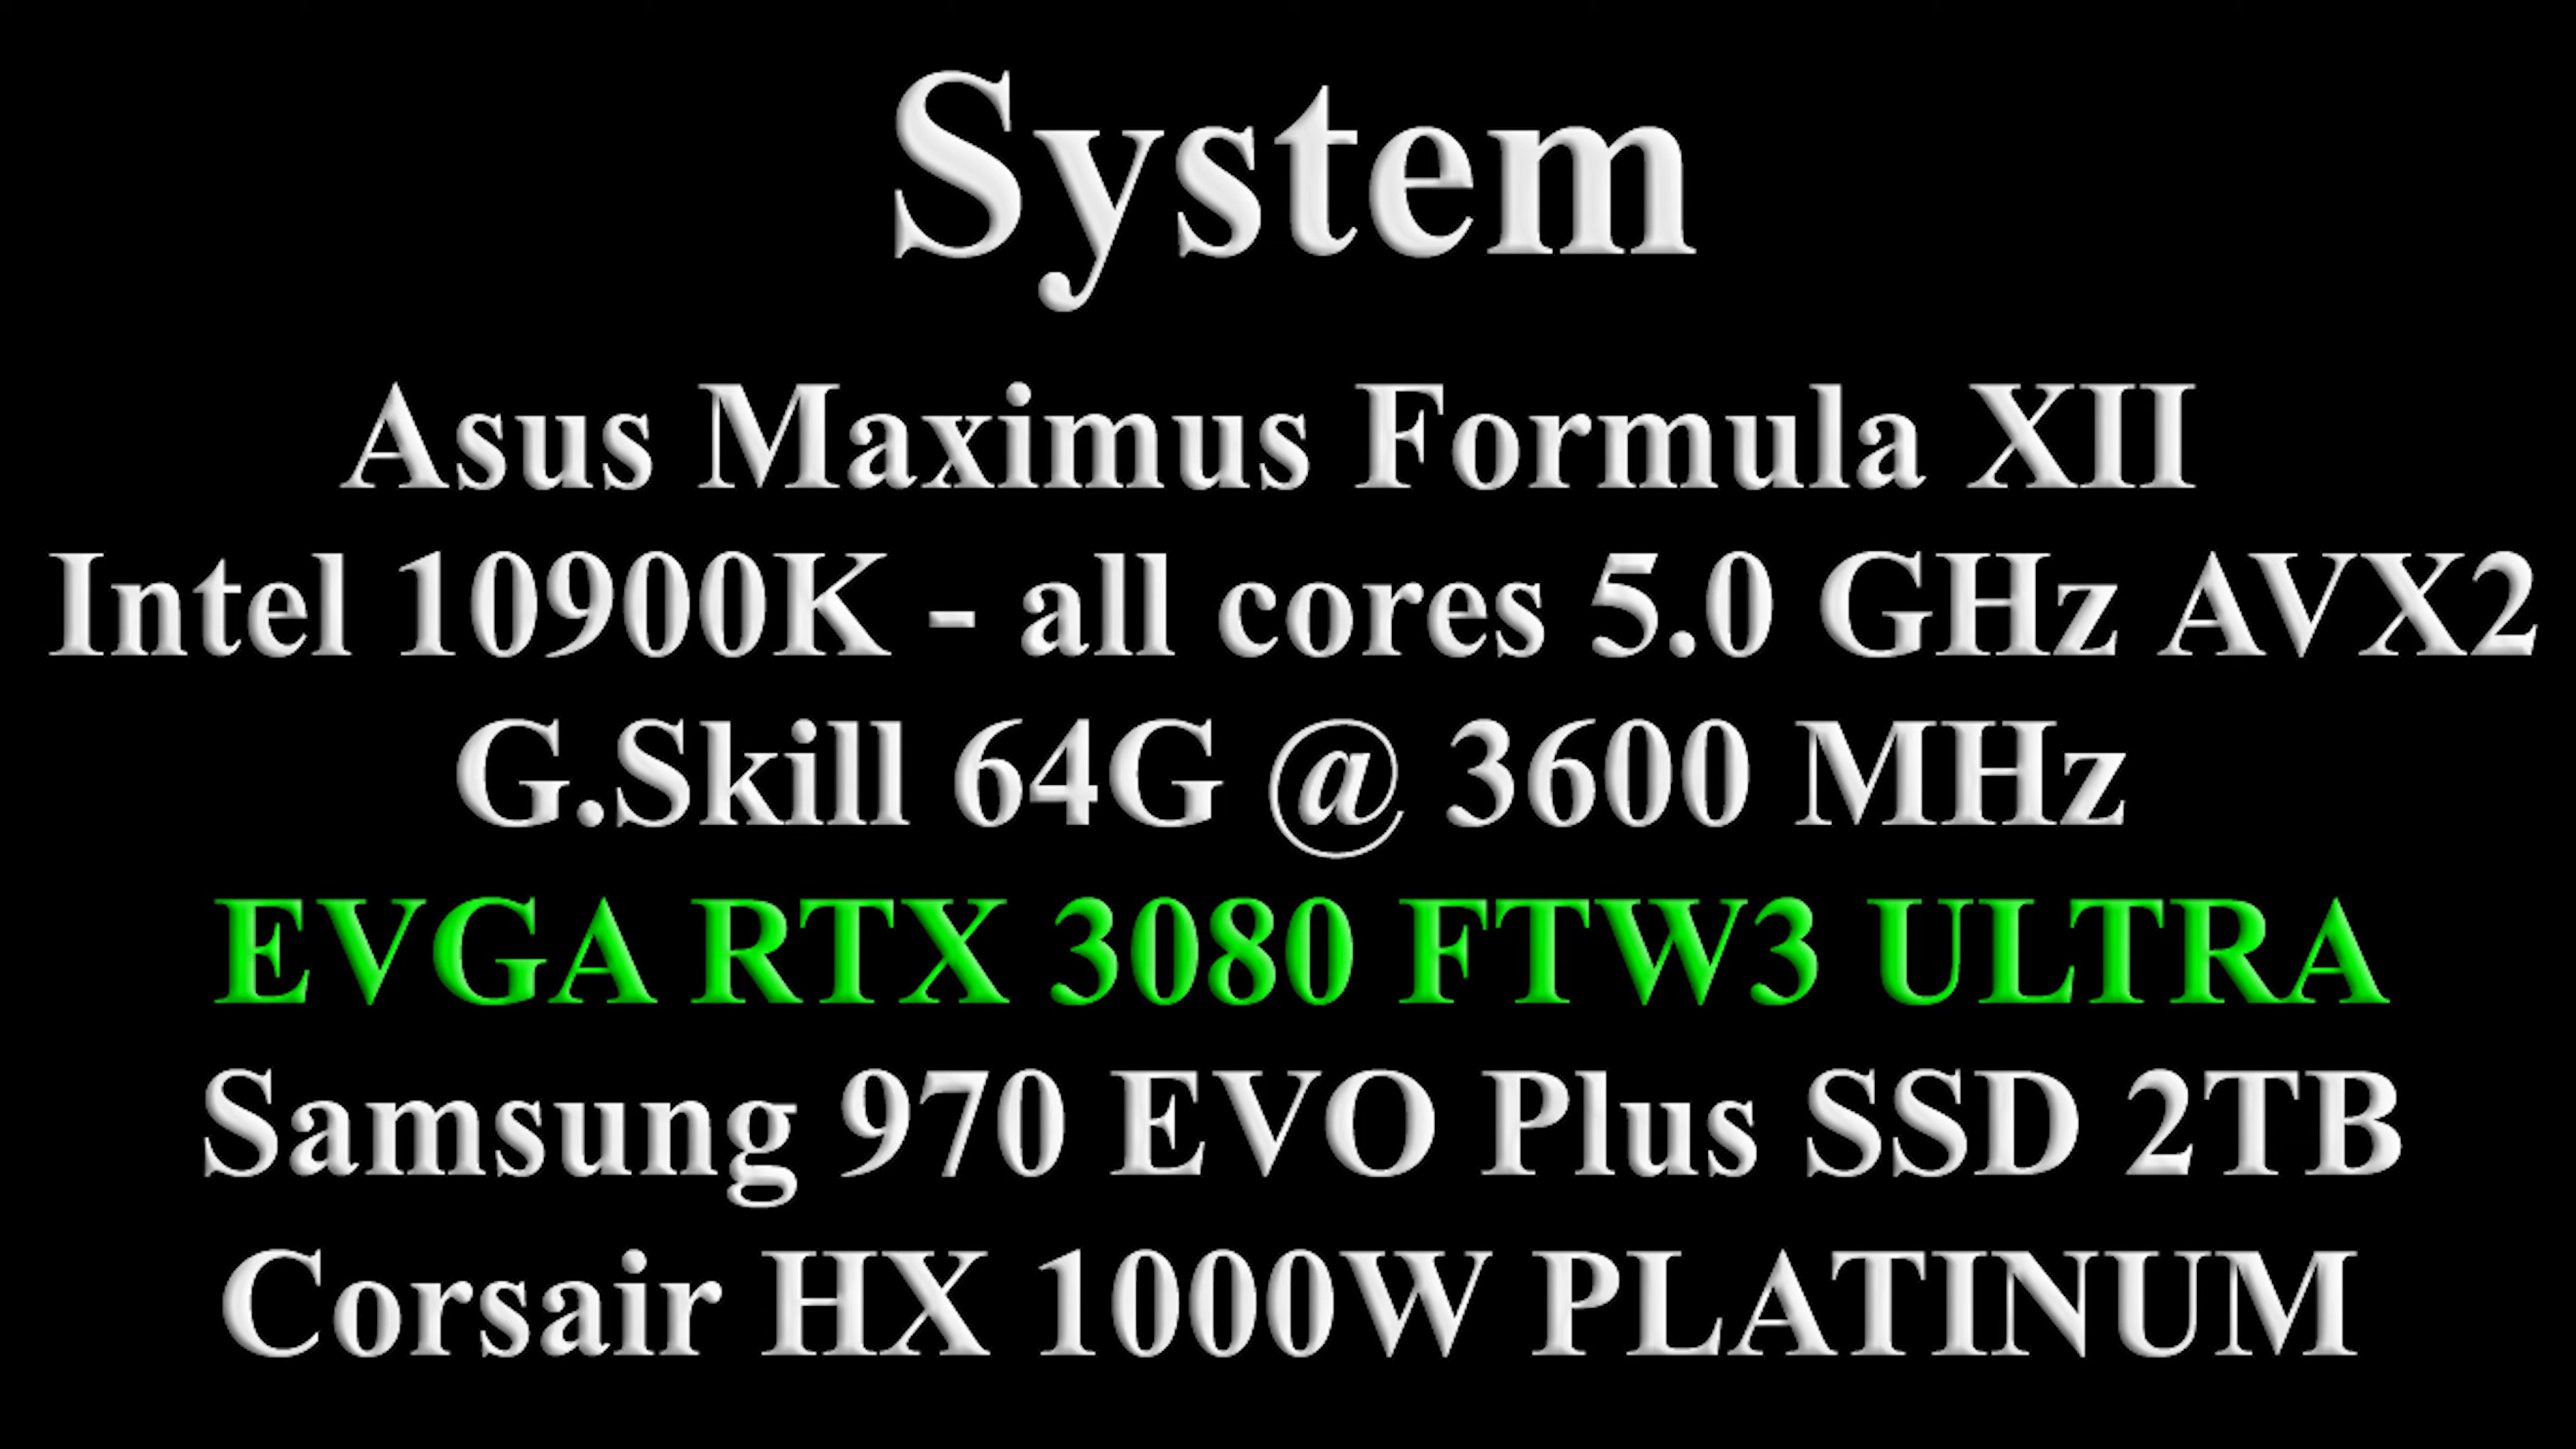 System
Asus Maximus Formula XII
Intel 10900K - all cores 5.0 GHz AVX2
G.Skill 64G @ 3600 MHz
EVGA RTX 3080 FTW3 ULTRA
Samsung 970 EVO Plus SSD 2TB
Corsair HX 1000W PLATINUM